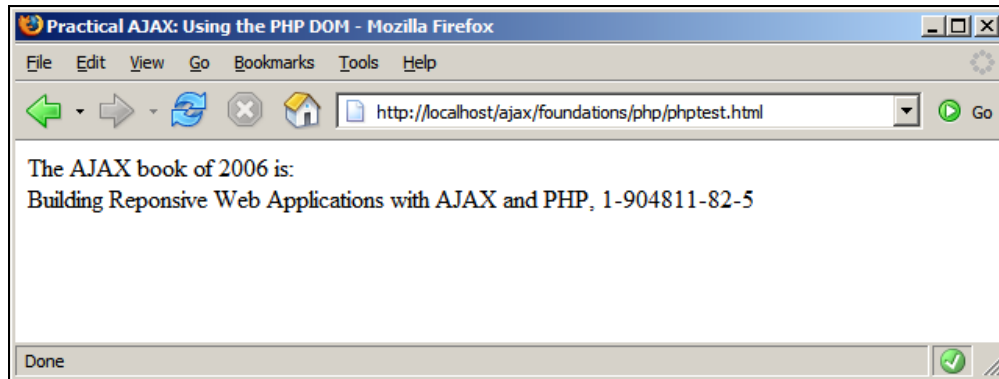 Practical AJAX: Using the PHP DOM - Mozilla Firefox
File Edit View Go Bookmarks Tools Help
http://localhost/ajax/foundations/php/phptest.html Go
The AJAX book of 2006 is:
Building Reponsive Web Applications with AJAX and PHP, 1-904811-82-5
Done